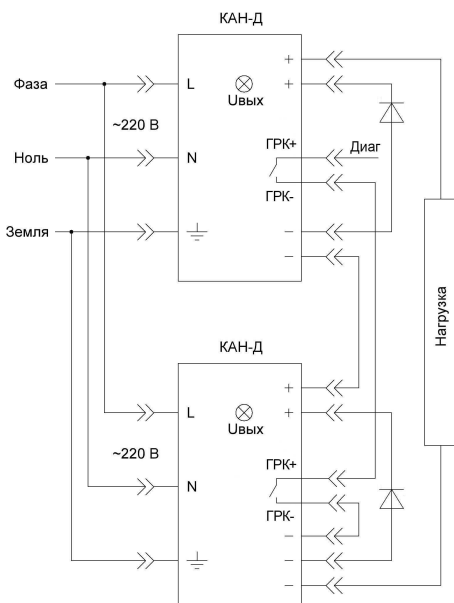 КАН-Д
+
Фаза
L
+
Uвых
~220 В
ГРК+
Диаг
Ноль
N
ГРК-
Земля
–
–
Нагрузка
КАН-Д
+
L
+
Uвых
~220 В
ГРК+
N
ГРК-
–
–
–